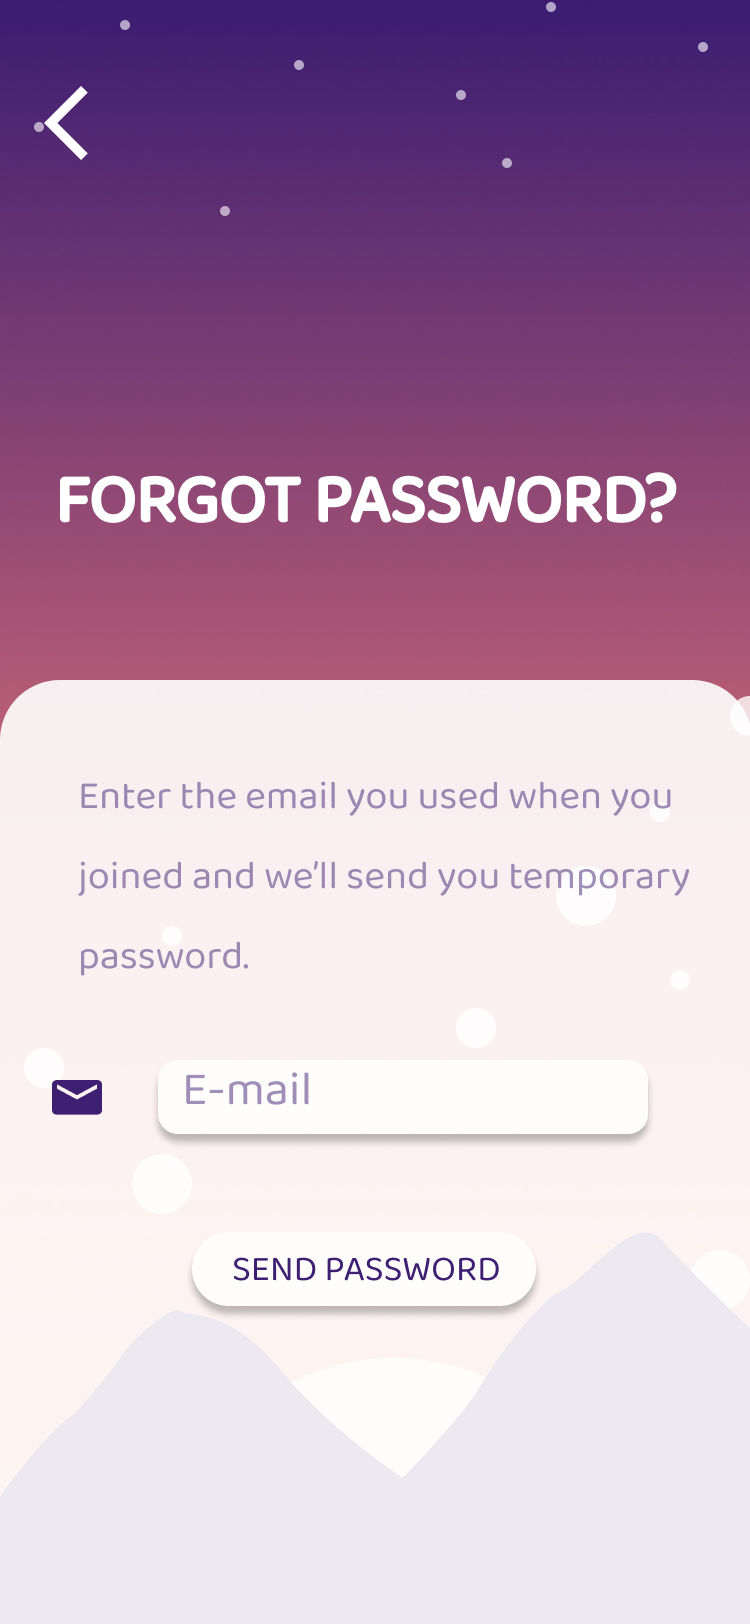 FORGOT PASSWORD?
Enter the email you used when you
joined and we’ll send you temporary
password.
E-mail
SEND PASSWORD